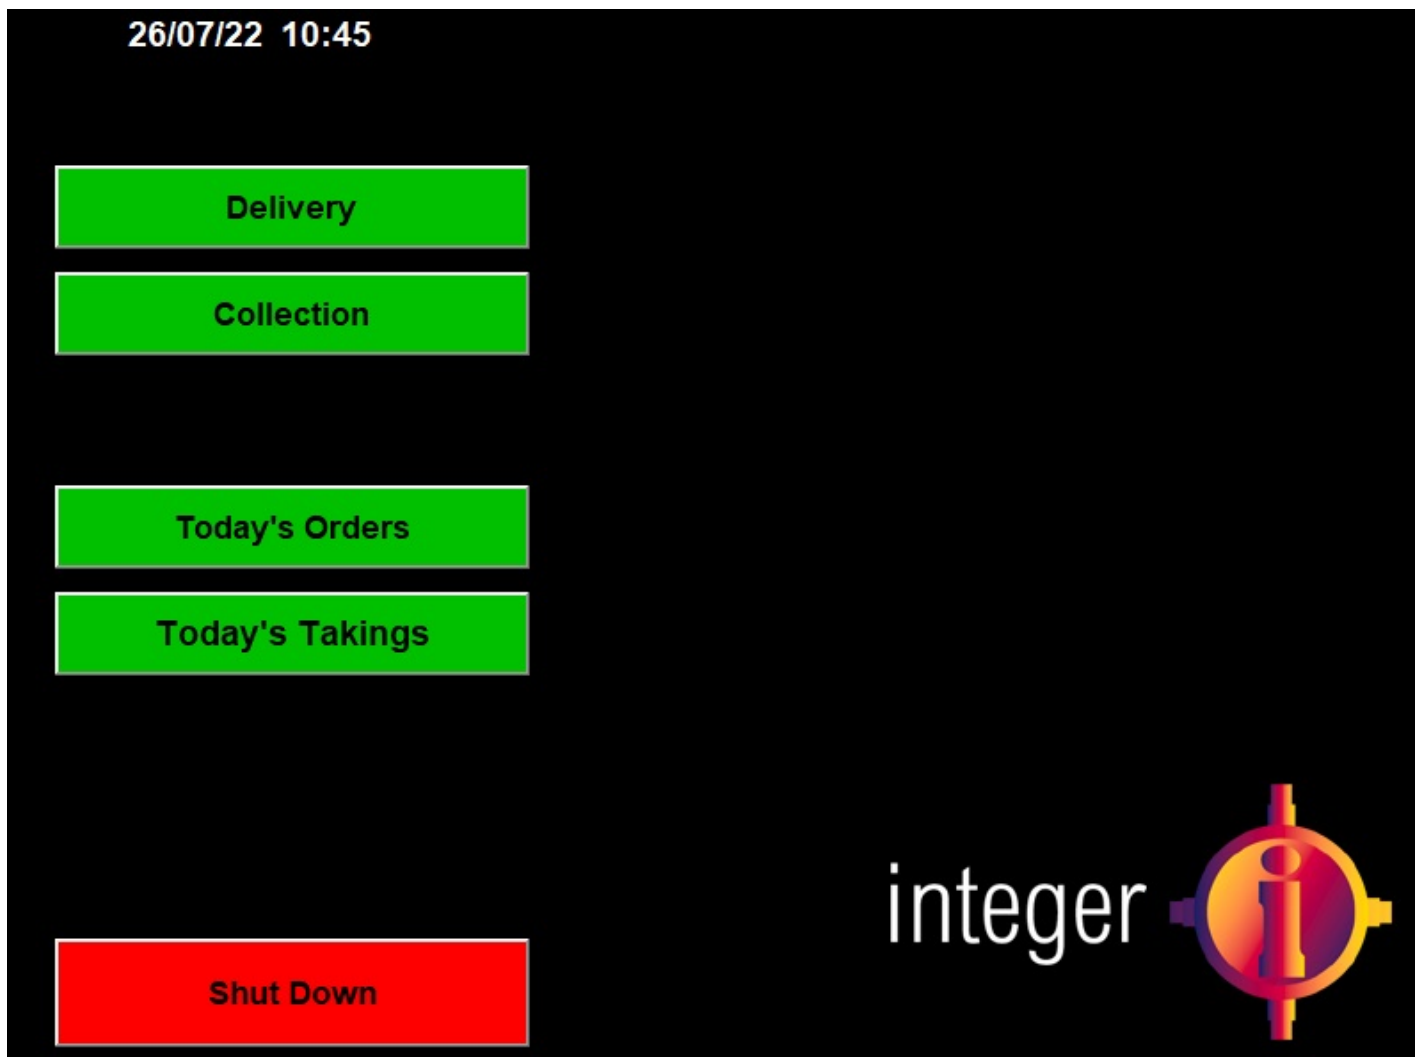 26/07/22 10:45
Delivery
Collection
Today's Orders
Today's Takings
Shut Down
integer i